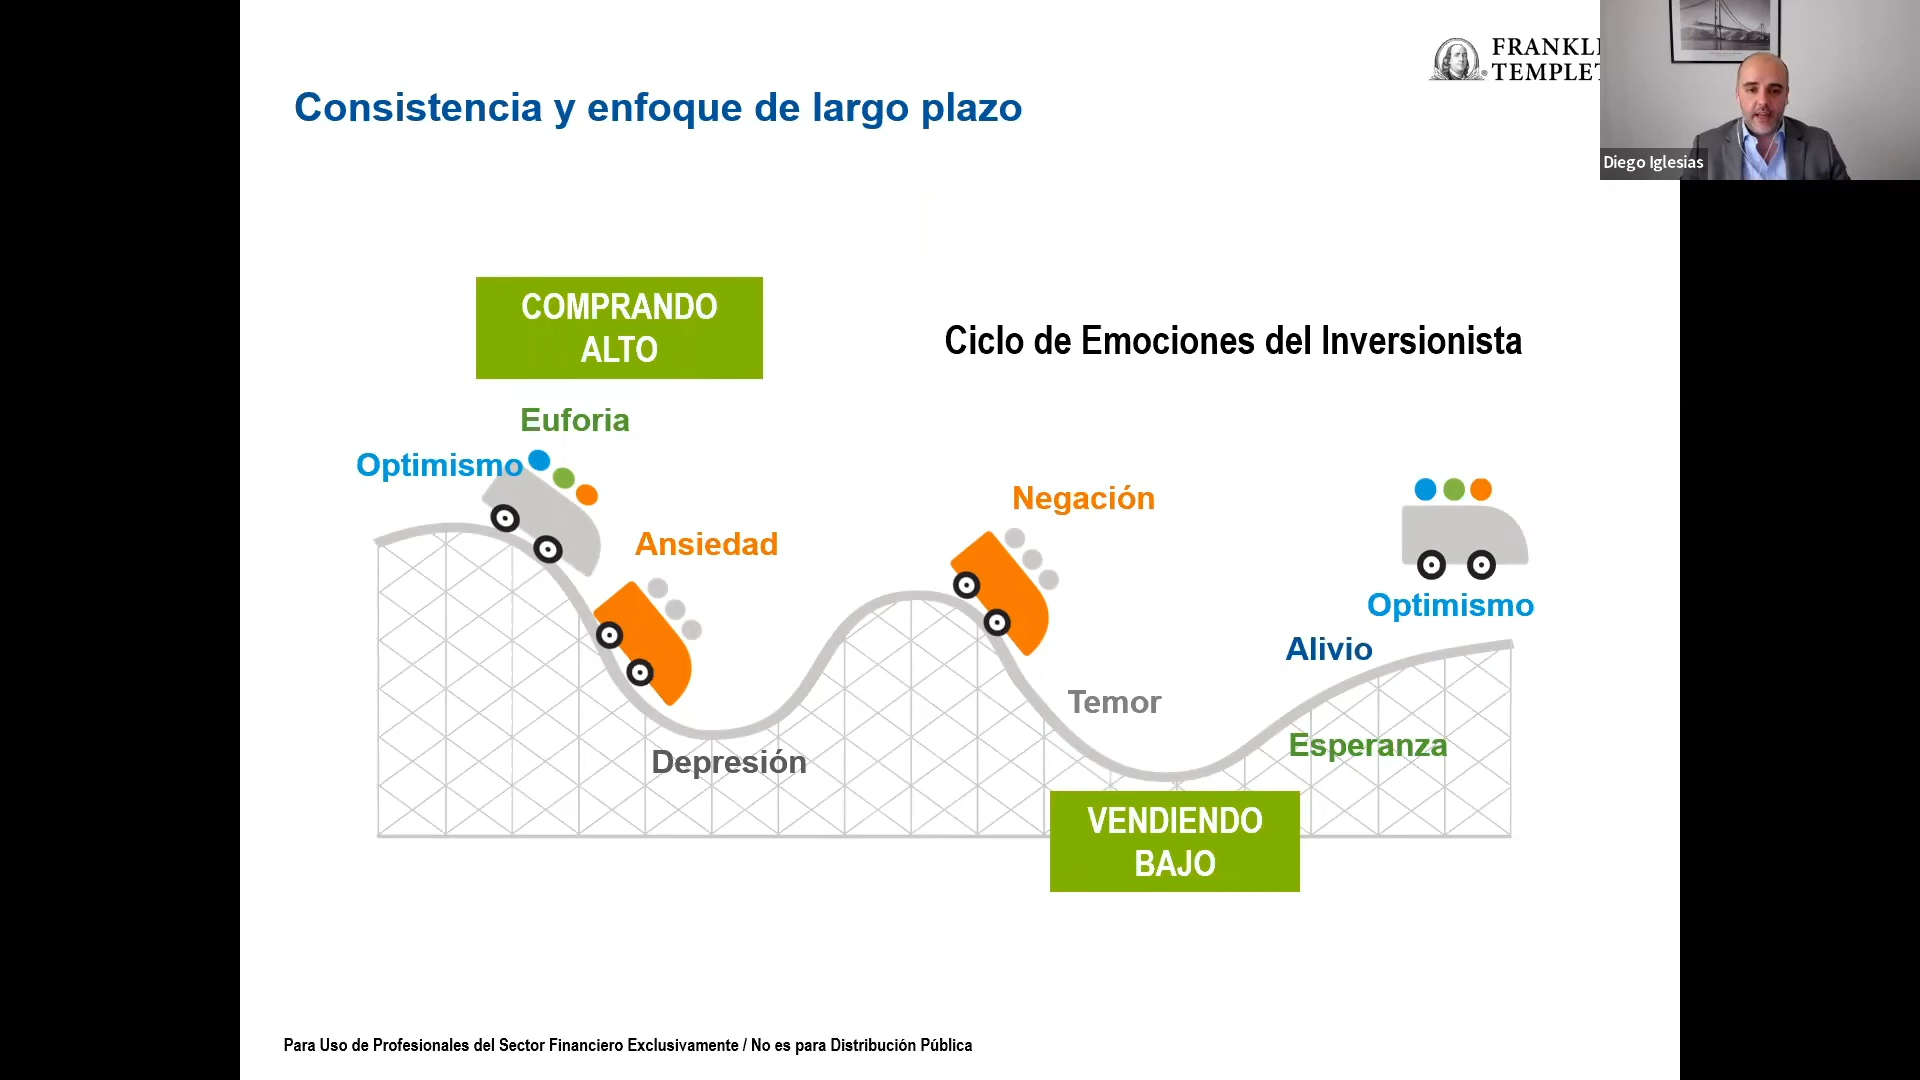 FRANKLI
TEMPLET
Consistencia y enfoque de largo plazo
Diego Iglesias
COMPRANDO
ALTO
Ciclo de Emociones del Inversionista
Euforia
Optimismo
Negación
Ansiedad
Optimismo
Alivio
Temor
Esperanza
Depresión
VENDIENDO
BAJO
Para Uso de Profesionales del Sector Financiero Exclusivamente / No es para Distribución Pública